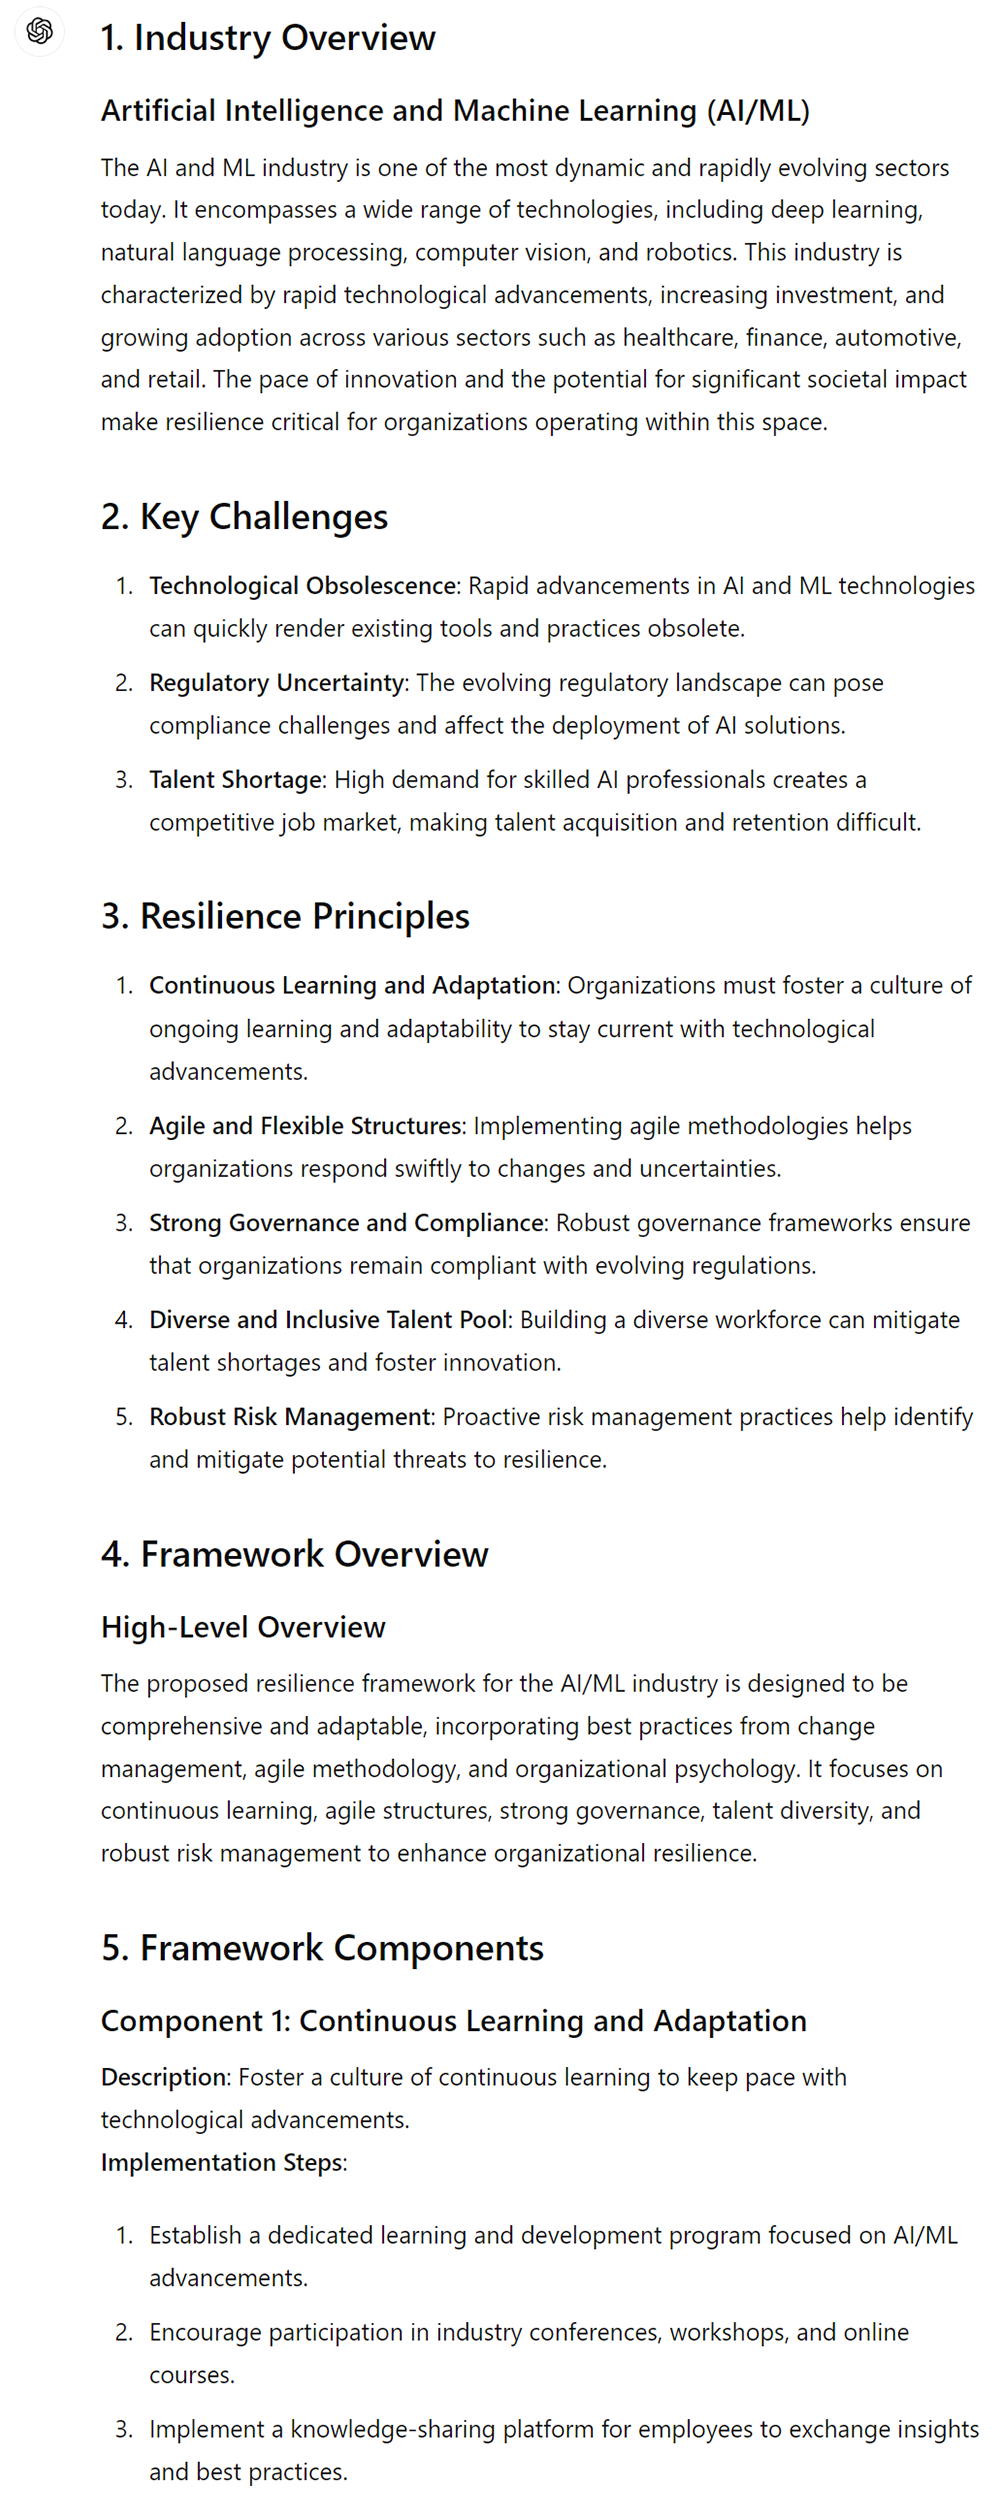 1. Industry Overview
Artificial Intelligence and Machine Learning (AI/ML)
The AI and ML industry is one of the most dynamic and rapidly evolving sectors
today. It encompasses a wide range of technologies, including deep learning,
natural language processing, computer vision, and robotics. This industry is
characterized by rapid technological advancements, increasing investment, and
growing adoption across various sectors such as healthcare, finance, automotive,
and retail. The pace of innovation and the potential for significant societal impact
make resilience critical for organizations operating within this space.
2. Key Challenges
1. Technological Obsolescence: Rapid advancements in AI and ML technologies
can quickly render existing tools and practices obsolete.
2. Regulatory Uncertainty: The evolving regulatory landscape can pose
compliance challenges and affect the deployment of AI solutions.
3. Talent Shortage: High demand for skilled AI professionals creates a
competitive job market, making talent acquisition and retention difficult.
3. Resilience Principles
1. Continuous Learning and Adaptation: Organizations must foster a culture of
ongoing learning and adaptability to stay current with technological
advancements.
2. Agile and Flexible Structures: Implementing agile methodologies helps
organizations respond swiftly to changes and uncertainties.
3. Strong Governance and Compliance: Robust governance frameworks ensure
that organizations remain compliant with evolving regulations.
4. Diverse and Inclusive Talent Pool: Building a diverse workforce can mitigate
talent shortages and foster innovation.
5. Robust Risk Management: Proactive risk management practices help identify
and mitigate potential threats to resilience.
4. Framework Overview
High-Level Overview
The proposed resilience framework for the AI/ML industry is designed to be
comprehensive and adaptable, incorporating best practices from change
management, agile methodology, and organizational psychology. It focuses on
continuous learning, agile structures, strong governance, talent diversity, and
robust risk management to enhance organizational resilience.
5. Framework Components
Component 1: Continuous Learning and Adaptation
Description: Foster a culture of continuous learning to keep pace with
technological advancements.
Implementation Steps:
1. Establish a dedicated learning and development program focused on AI/ML
advancements.
2. Encourage participation in industry conferences, workshops, and online
courses.
3. Implement a knowledge-sharing platform for employees to exchange insights
and best practices.